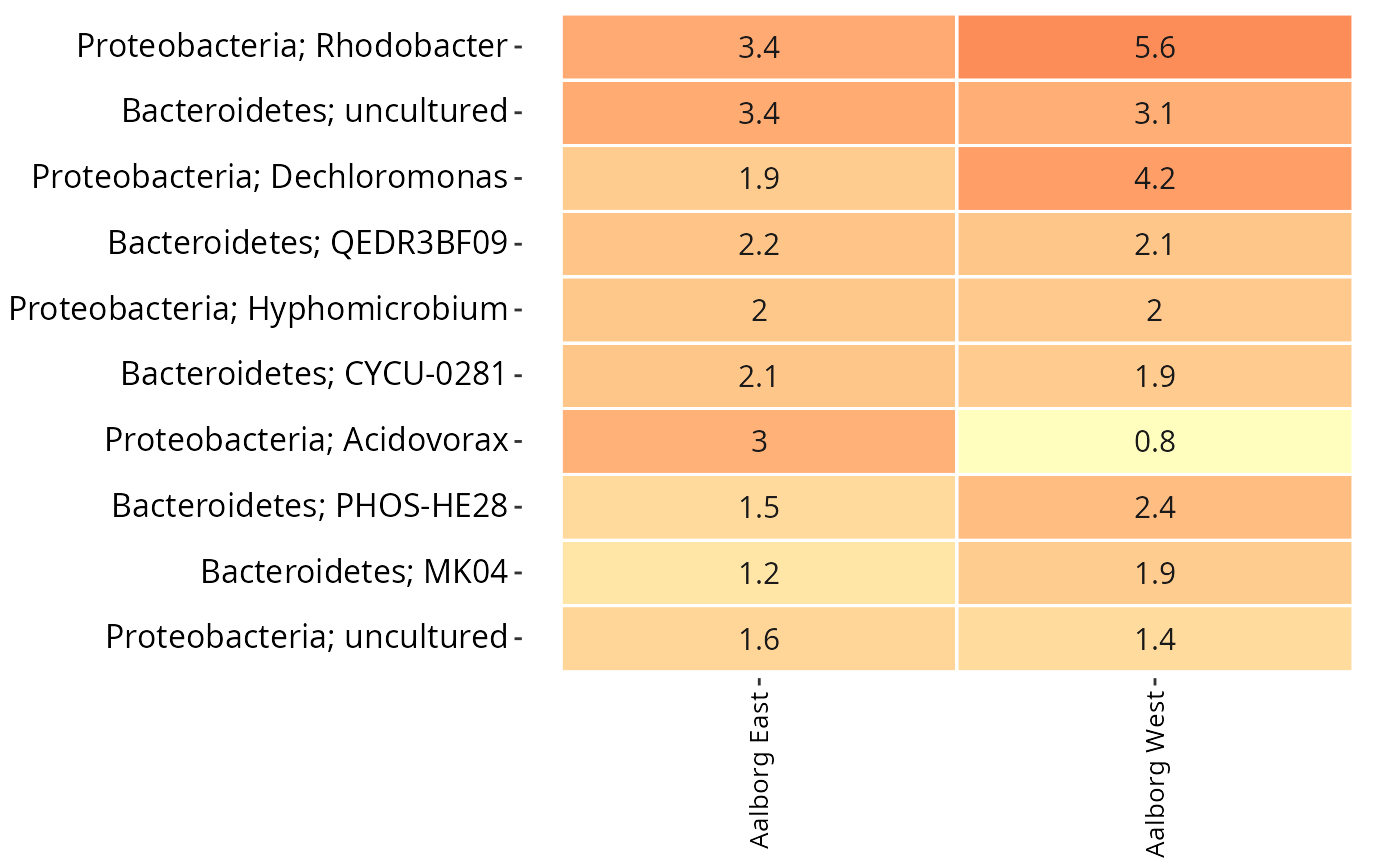 Proteobacteria; Rhodobacter 3.4 5.6
Bacteroidetes; uncultured 3.4 3.1
Proteobacteria; Dechloromonas 1.9 4.2
Bacteroidetes; QEDR3BF09 2.2 2.1
Proteobacteria; Hyphomicrobium 2 2
Bacteroidetes; CYCU-0281 2.1 1.9
Proteobacteria; Acidovorax 3 0.8
Bacteroidetes; PHOS-HE28 1.5 2.4
Bacteroidetes; MK04 1.2 1.9
Proteobacteria; uncultured 1.6 1.4
Aalborg East
Aalborg West